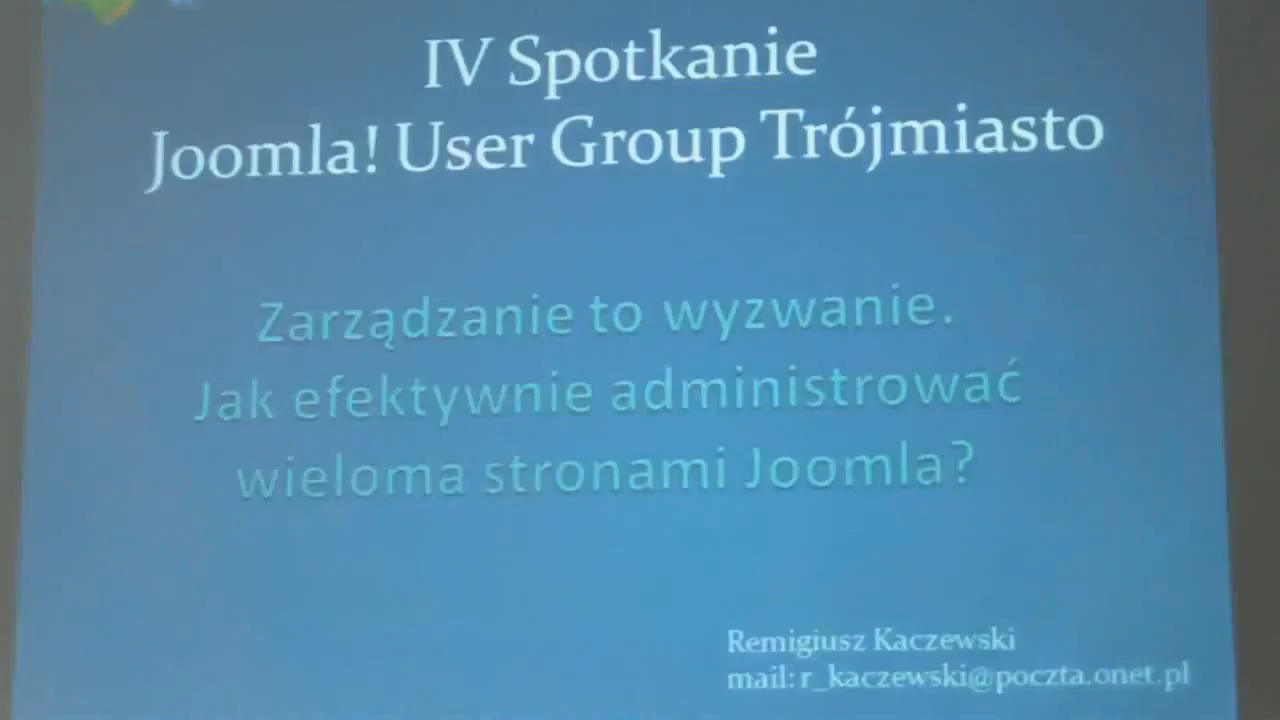 IV Spotkanie
Joomla! User Group Trójmiasto
Zarządzanie to wyzwanie.
Jak efektywnie administrować
wieloma stronami Joomla?
Remigiusz Kaczewski
mail: r_kaczewski@poczta.onet.pl